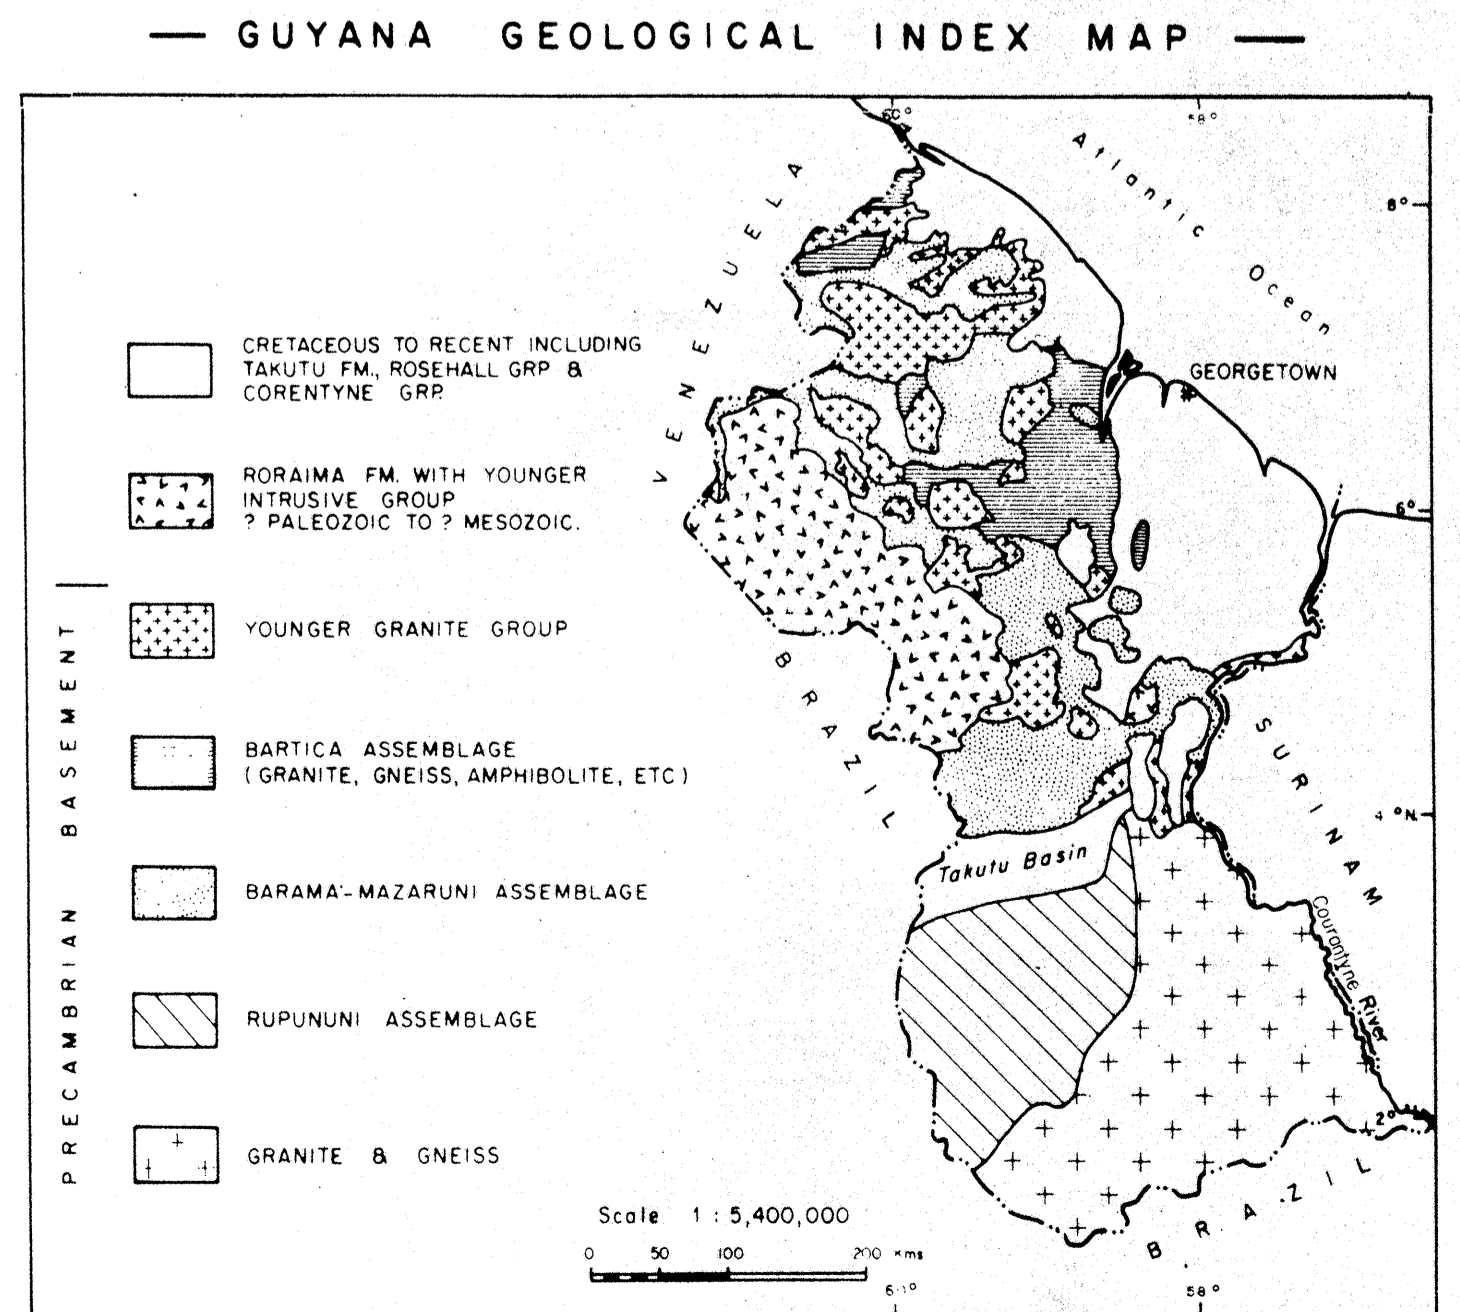 — GUYANA GEOLOGICAL INDEX MAP —
60°
58°
Atlantic Ocean
8°
VENEZUELA
GEORGETOWN
CRETACEOUS TO RECENT INCLUDING
TAKUTU FM., ROSEHALL GRP &
CORENTYNE GRP.
RORAIMA FM. WITH YOUNGER
INTRUSIVE GROUP
? PALEOZOIC TO ? MESOZOIC.
6°
YOUNGER GRANITE GROUP
BRAZIL
SURINAM
BARTICA ASSEMBLAGE
(GRANITE, GNEISS, AMPHIBOLITE, ETC)
4°N.
Takutu Basin
BARAMA-MAZARUNI ASSEMBLAGE
Courantyne River
PRECAMBRIAN BASEMENT
RUPUNUNI ASSEMBLAGE
2°
GRANITE & GNEISS
BRAZIL
Scale 1 : 5,400,000
0 50 100 200 kms
58°